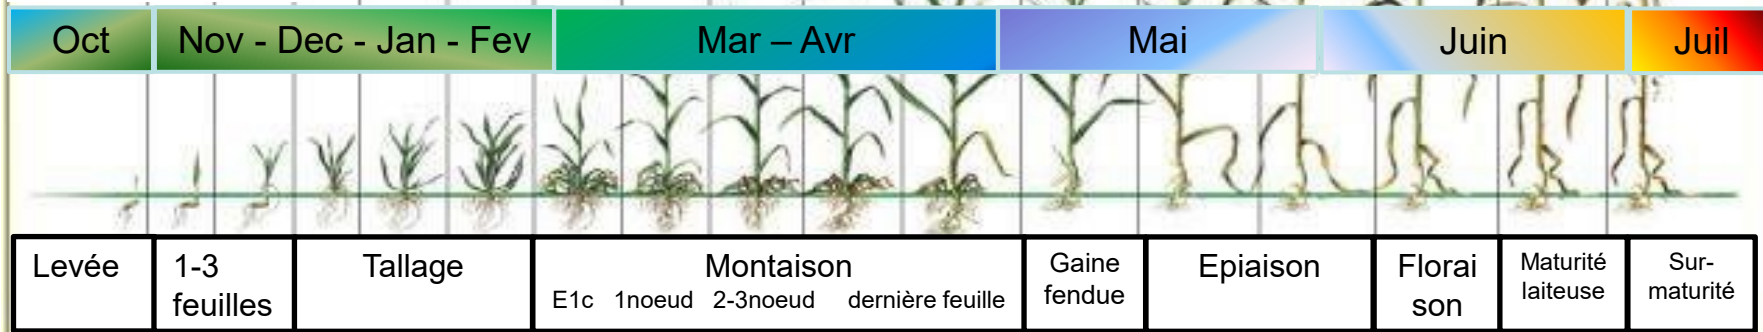 Oct
Nov - Dec - Jan - Fev
Mar – Avr
Mai
Juin
Juil
Levée
1-3
feuilles
Tallage
Montaison
E1c 1noeud 2-3noeud dernière feuille
Gaine
fendue
Epiaison
Florai
son
Maturité
laiteuse
Sur-
maturité